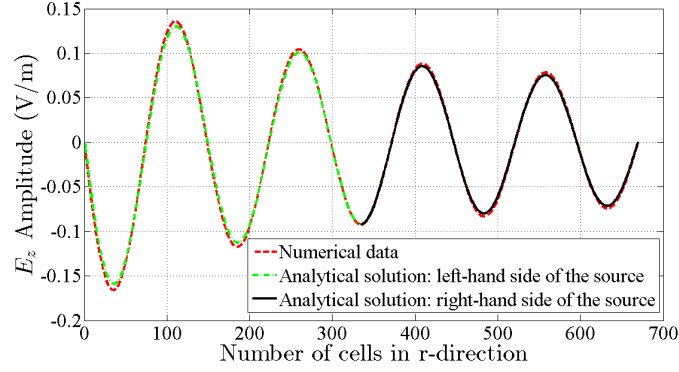 0.15
0.1
0.05
0
-0.05
-0.1
-0.15
-0.2
E_z Amplitude (V/m)
Numerical data
Analytical solution: left-hand side of the source
Analytical solution: right-hand side of the source
0 100 200 300 400 500 600 700
Number of cells in r-direction